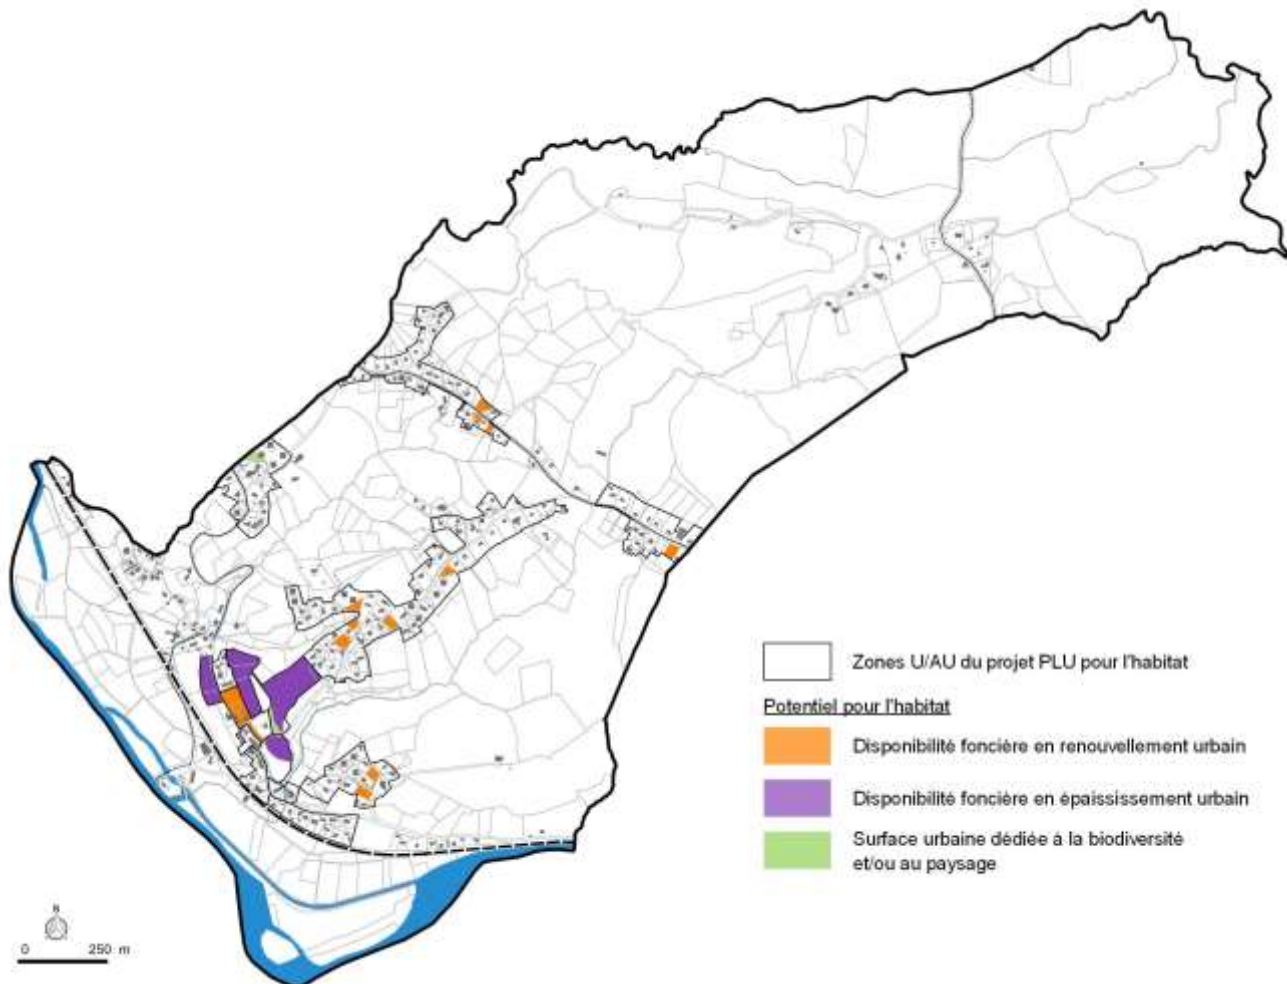 Zones U/AU du projet PLU pour l'habitat
Potentiel pour l'habitat
Disponibilité foncière en renouvellement urbain
Disponibilité foncière en épaississement urbain
Surface urbaine dédiée à la biodiversité
et/ou au paysage
N
0 250 m